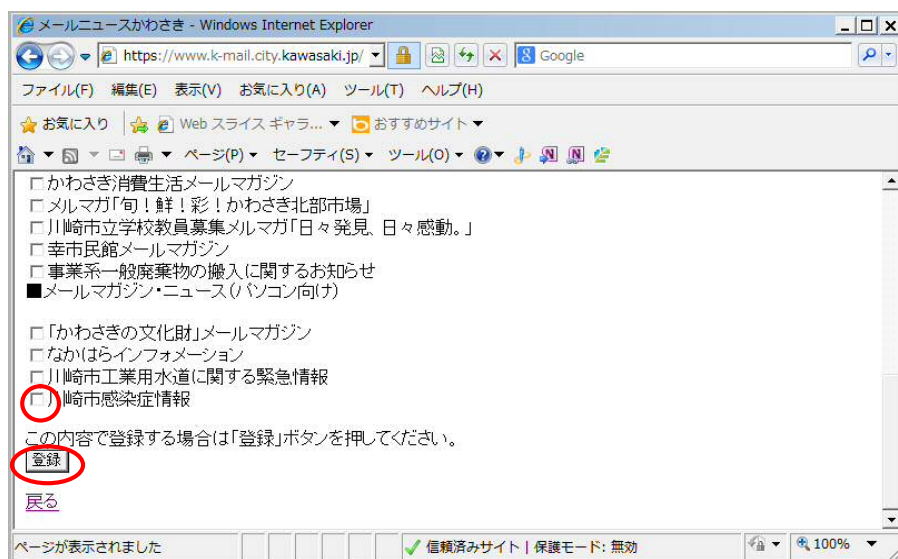 メールニュースかわさき - Windows Internet Explorer
https://www.k-mail.city.kawasaki.jp/
Google
ファイル(F) 編集(E) 表示(V) お気に入り(A) ツール(T) ヘルプ(H)
お気に入り Web スライス ギャラ... おすすめサイト
ページ(P) セーフティ(S) ツール(O)
かわさき消費生活メールマガジン
メルマガ「旬！鮮！彩！かわさき北部市場」
川崎市立学校教員募集メルマガ「日々発見、日々感動。」
幸市民館メールマガジン
事業系一般廃棄物の搬入に関するお知らせ
■メールマガジン・ニュース(パソコン向け)
「かわさきの文化財」メールマガジン
なかはらインフォメーション
川崎市工業用水道に関する緊急情報
川崎市感染症情報
この内容で登録する場合は「登録」ボタンを押してください。
登録
戻る
ページが表示されました 信頼済みサイト | 保護モード: 無効 100%